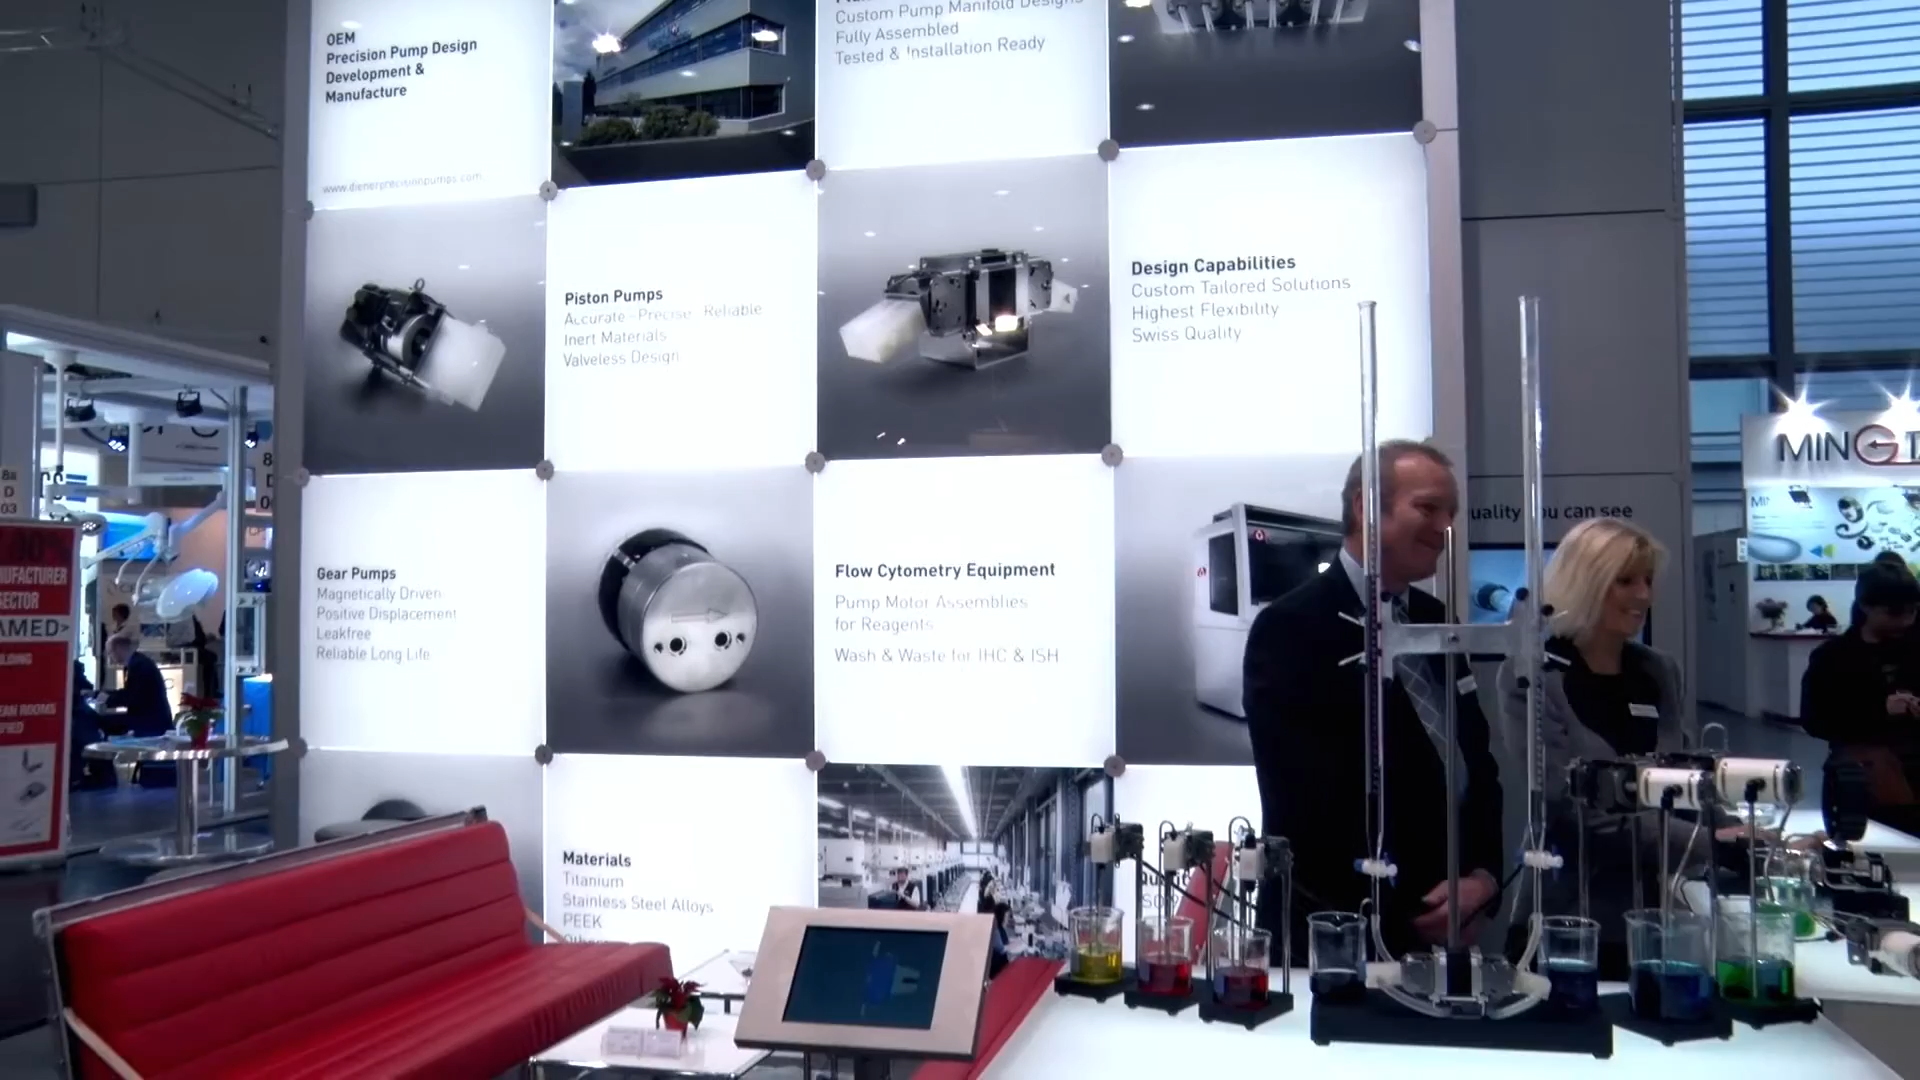 OEM
Precision Pump Design
Development &
Manufacture
www.dienerprecisionpumps.com
Custom Pump Manifold Designs
Fully Assembled
Tested & Installation Ready
Piston Pumps
Accurate - Precise - Reliable
Inert Materials
Valveless Design
Design Capabilities
Custom Tailored Solutions
Highest Flexibility
Swiss Quality
Gear Pumps
Magnetically Driven
Positive Displacement
Leakfree
Reliable Long Life
Flow Cytometry Equipment
Pump Motor Assemblies
for Reagents
Wash & Waste for IHC & ISH
Materials
Titanium
Stainless Steel Alloys
PEEK
can see
MING
8a
D
03